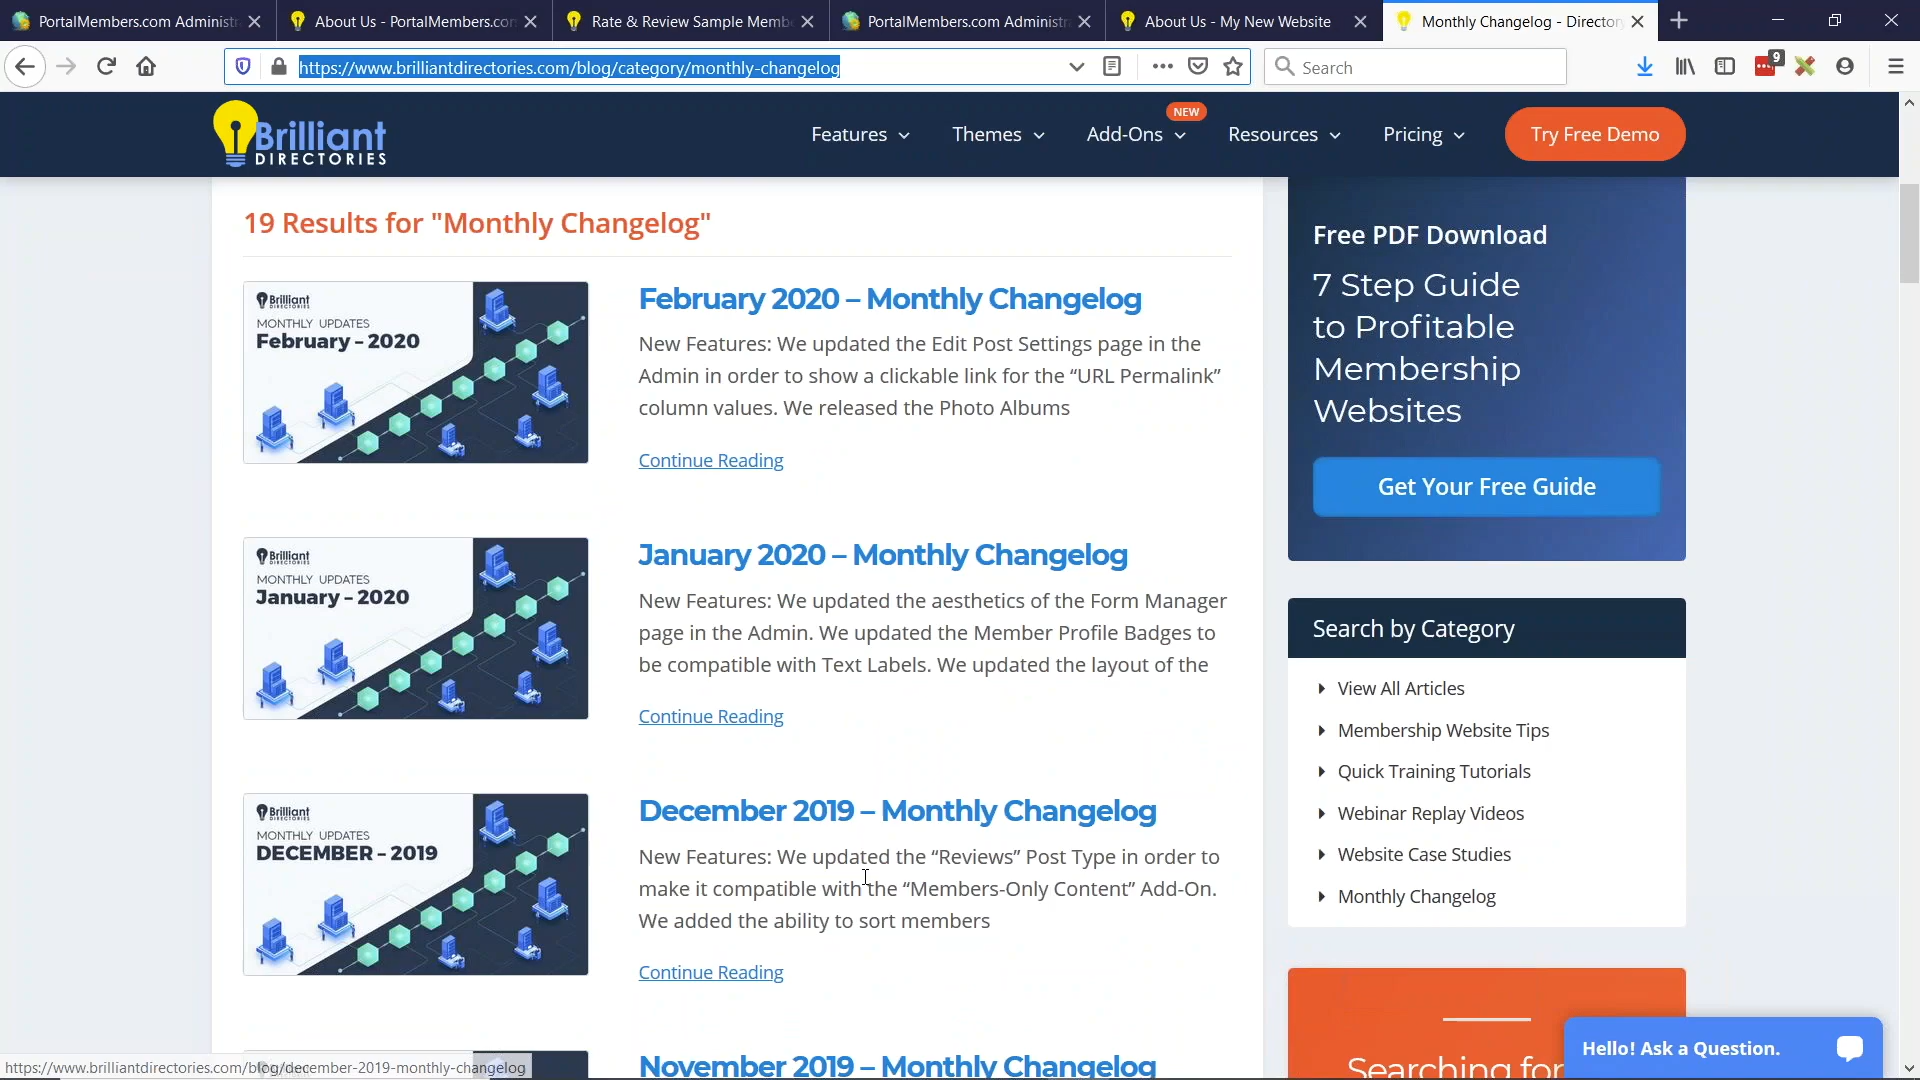 PortalMembers.com Administr
About Us - PortalMembers.com
Rate & Review Sample Membe
PortalMembers.com Administr
About Us - My New Website
Monthly Changelog - Director
https://www.brilliantdirectories.com/blog/category/monthly-changelog
Search
9
Brilliant
DIRECTORIES
Features
Themes
Add-Ons
NEW
Resources
Pricing
Try Free Demo
19 Results for "Monthly Changelog"
Brilliant
DIRECTORIES
MONTHLY UPDATES
February - 2020
February 2020 – Monthly Changelog
New Features: We updated the Edit Post Settings page in the
Admin in order to show a clickable link for the “URL Permalink”
column values. We released the Photo Albums
Continue Reading
Brilliant
DIRECTORIES
MONTHLY UPDATES
January - 2020
January 2020 – Monthly Changelog
New Features: We updated the aesthetics of the Form Manager
page in the Admin. We updated the Member Profile Badges to
be compatible with Text Labels. We updated the layout of the
Continue Reading
Brilliant
DIRECTORIES
MONTHLY UPDATES
DECEMBER - 2019
December 2019 – Monthly Changelog
New Features: We updated the “Reviews” Post Type in order to
make it compatible with the “Members-Only Content” Add-On.
We added the ability to sort members
Continue Reading
November 2019 – Monthly Changelog
Free PDF Download
7 Step Guide
to Profitable
Membership
Websites
Get Your Free Guide
Search by Category
View All Articles
Membership Website Tips
Quick Training Tutorials
Webinar Replay Videos
Website Case Studies
Monthly Changelog
Searching for
Hello! Ask a Question.
https://www.brilliantdirectories.com/blog/december-2019-monthly-changelog